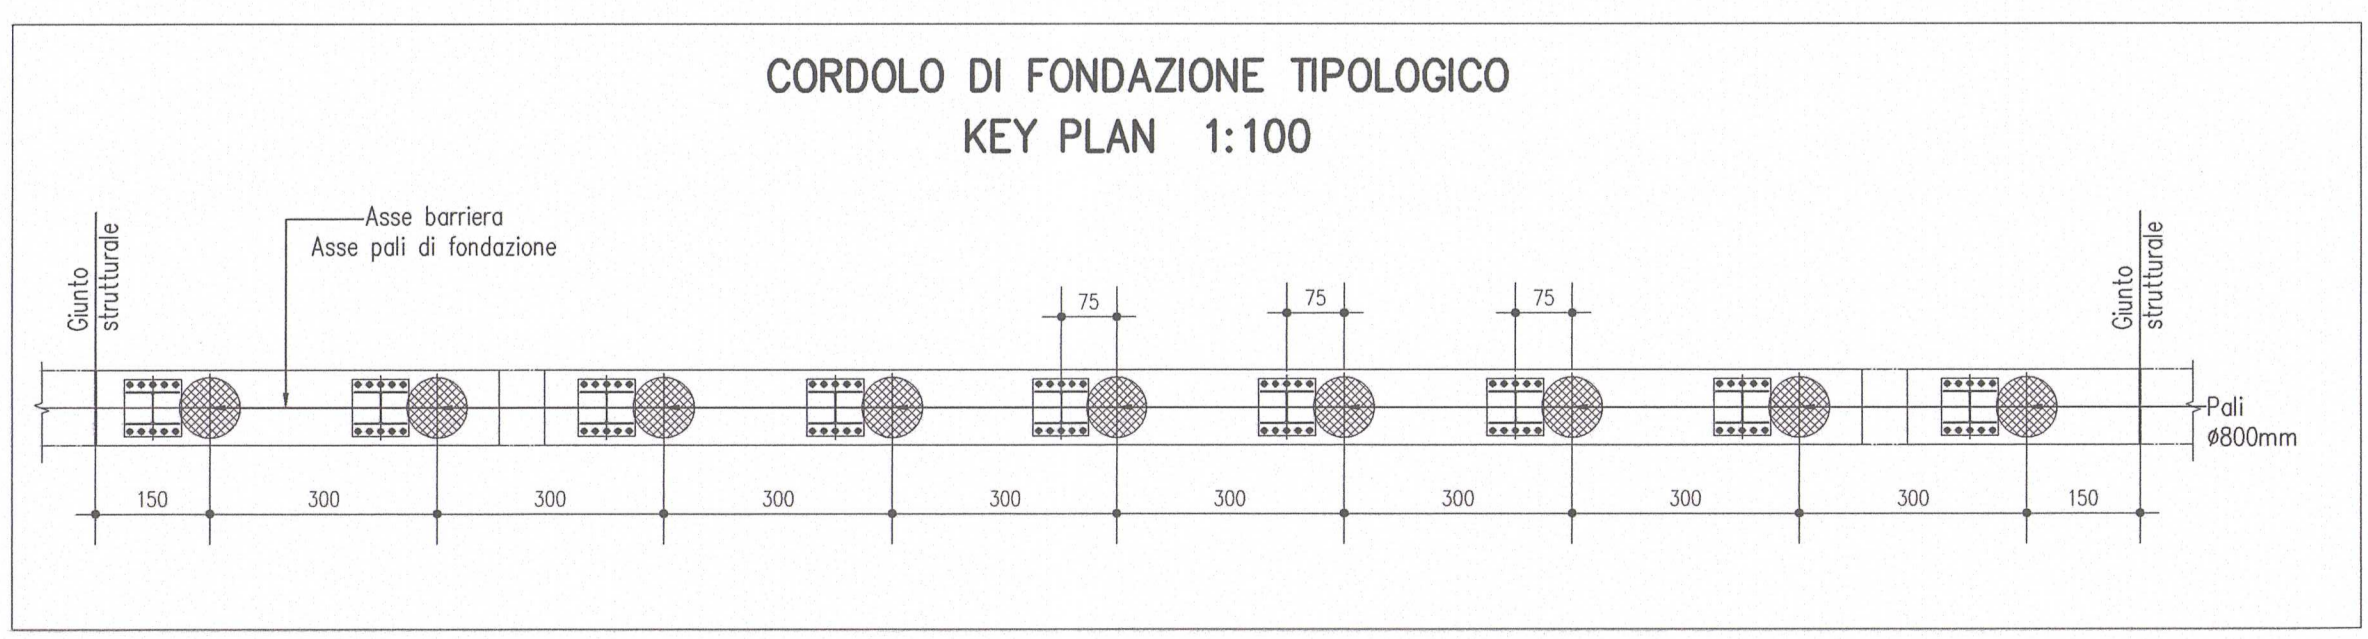 CORDOLO DI FONDAZIONE TIPOLOGICO
KEY PLAN 1:100
Asse barriera
Asse pali di fondazione
Giunto
strutturale
75
75
75
Giunto
strutturale
Pali
ø800mm
150
300
300
300
300
300
300
300
300
150